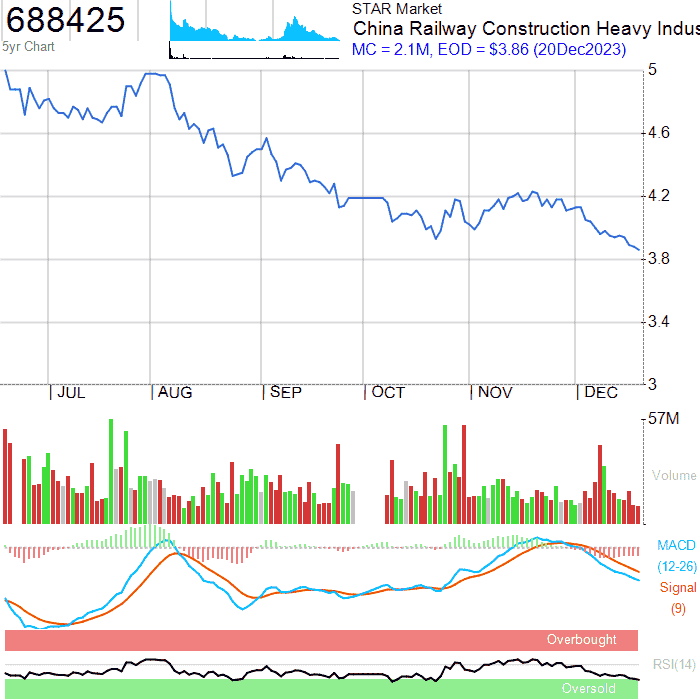 688425
5yr Chart
STAR Market
China Railway Construction Heavy Indus
MC = 2.1M, EOD = $3.86 (20Dec2023)
5
4.6
4.2
3.8
3.4
3
JUL AUG SEP OCT NOV DEC
57M
Volume
MACD
(12-26)
Signal
(9)
Overbought
RSI(14)
Oversold